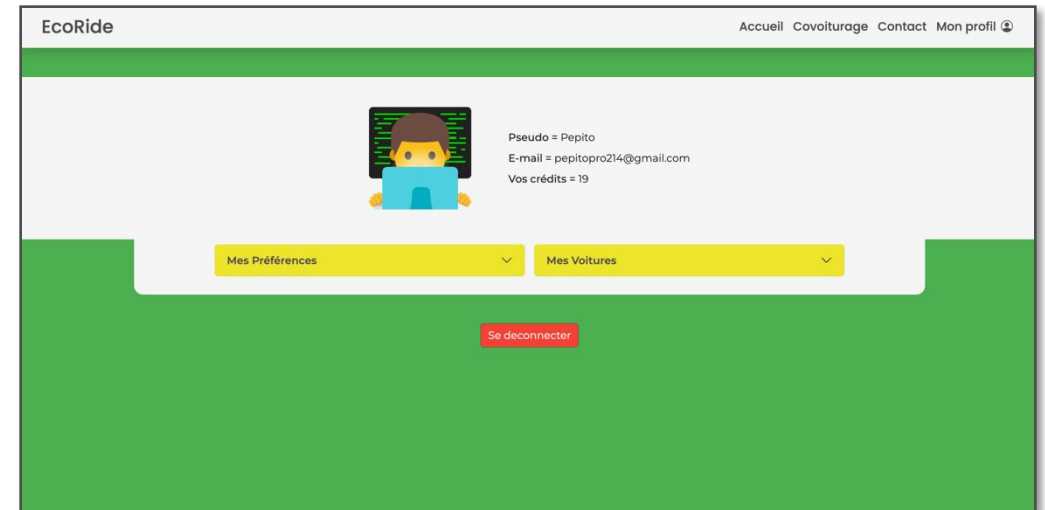 EcoRide
Accueil Covoiturage Contact Mon profil
Pseudo = Pepito
E-mail = pepitopro214@gmail.com
Vos crédits = 19
Mes Préférences
Mes Voitures
Se deconnecter